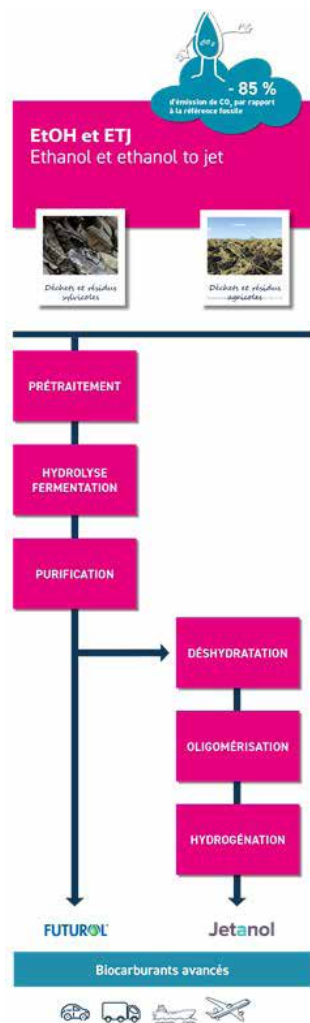 CO₂
- 85 %
d'émission de CO₂ par rapport
à la référence fossile
EtOH et ETJ
Ethanol et ethanol to jet
Déchets et résidus
sylvicoles
Déchets et résidus
agricoles
PRÉTRAITEMENT
HYDROLYSE
FERMENTATION
PURIFICATION
DÉSHYDRATATION
OLIGOMÉRISATION
HYDROGÉNATION
FUTUROL
Jetanol
Biocarburants avancés